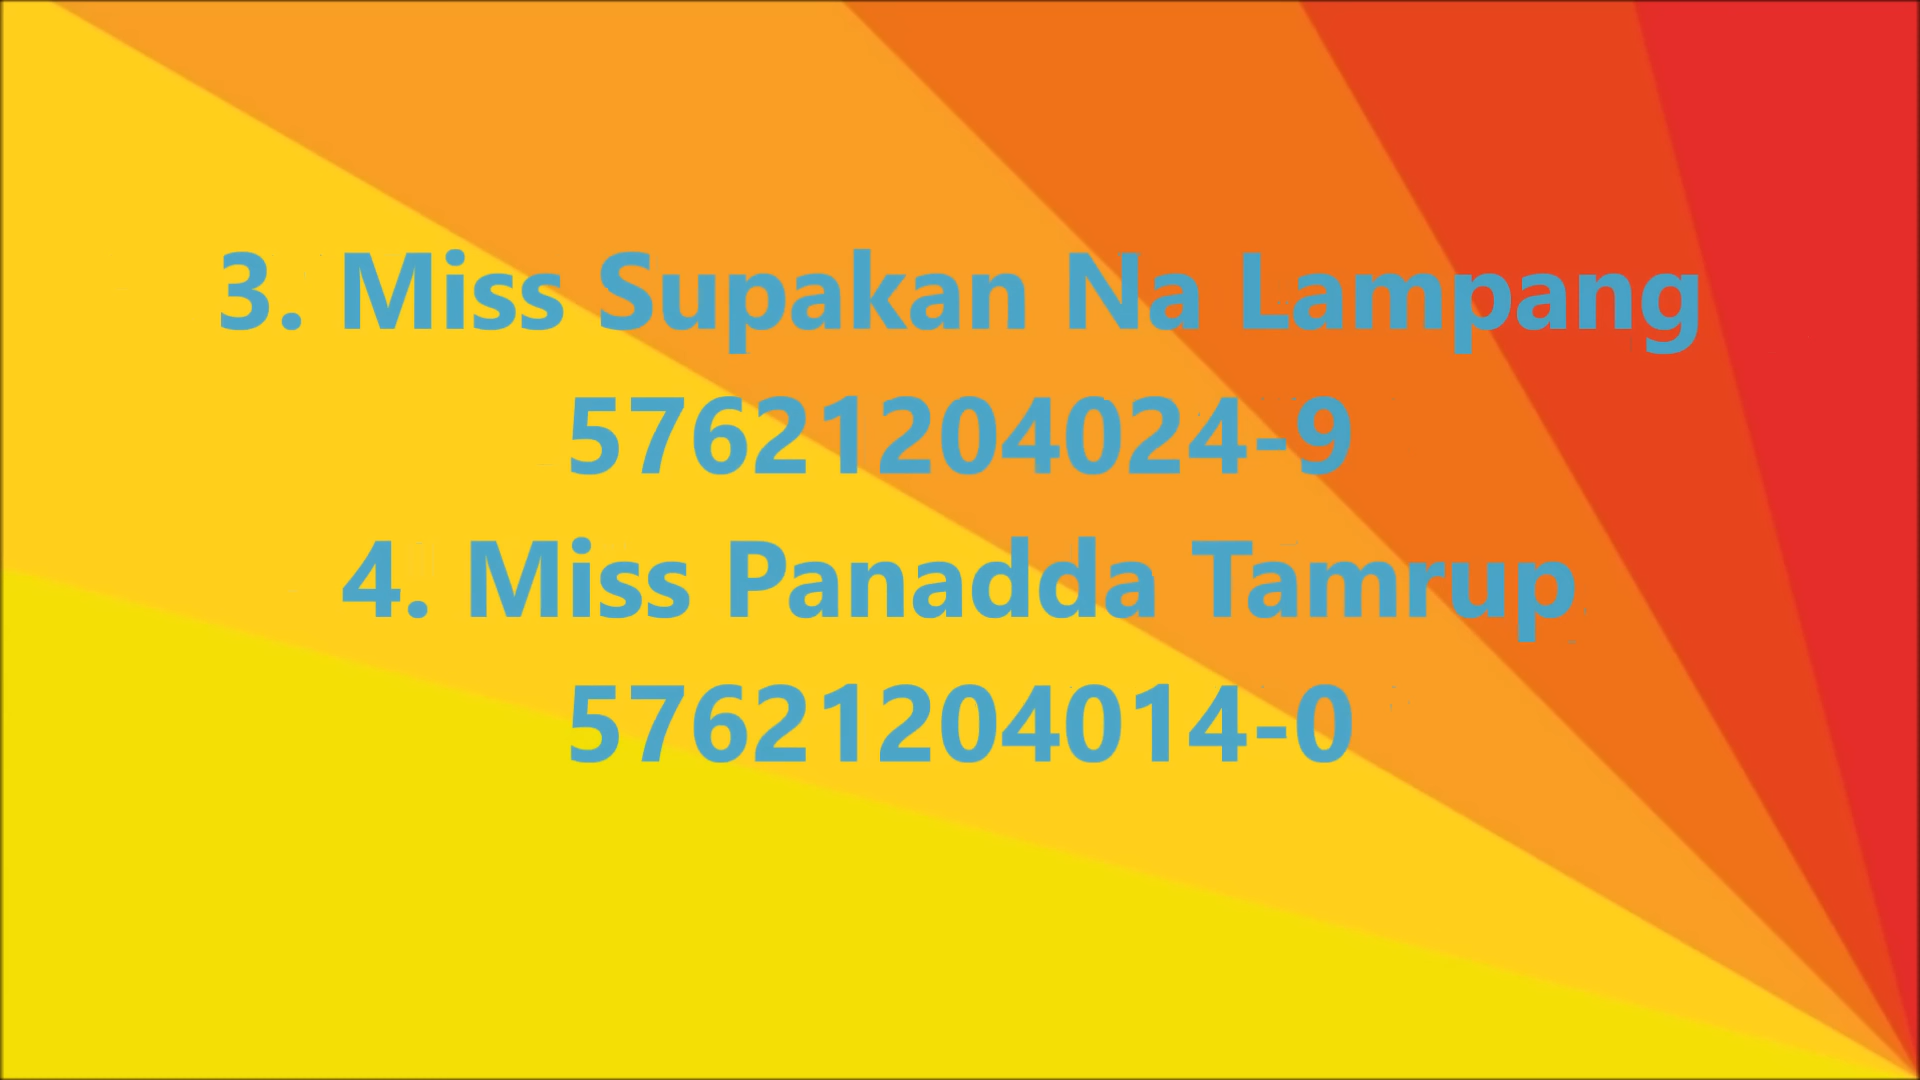 3. Miss Supakan Na Lampang
57621204024-9
4. Miss Panadda Tamrup
57621204014-0